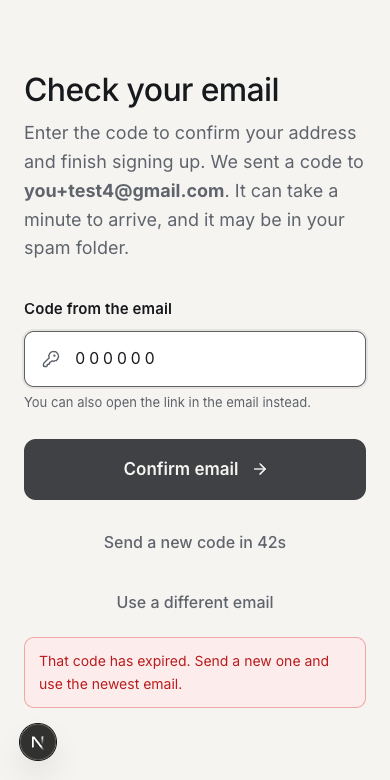 Check your email
Enter the code to confirm your address
and finish signing up. We sent a code to
you+test4@gmail.com. It can take a
minute to arrive, and it may be in your
spam folder.
Code from the email
000000
You can also open the link in the email instead.
Confirm email →
Send a new code in 42s
Use a different email
That code has expired. Send a new one and
use the newest email.
N